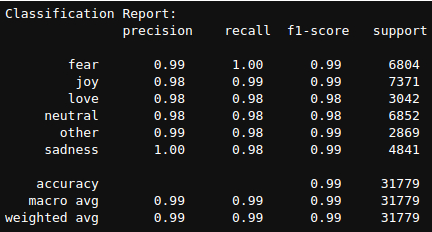 Classification Report:
precision recall f1-score support
fear 0.99 1.00 0.99 6804
joy 0.98 0.99 0.99 7371
love 0.98 0.98 0.98 3042
neutral 0.98 0.98 0.98 6852
other 0.99 0.98 0.99 2869
sadness 1.00 0.98 0.99 4841
accuracy 0.99 31779
macro avg 0.99 0.99 0.99 31779
weighted avg 0.99 0.99 0.99 31779